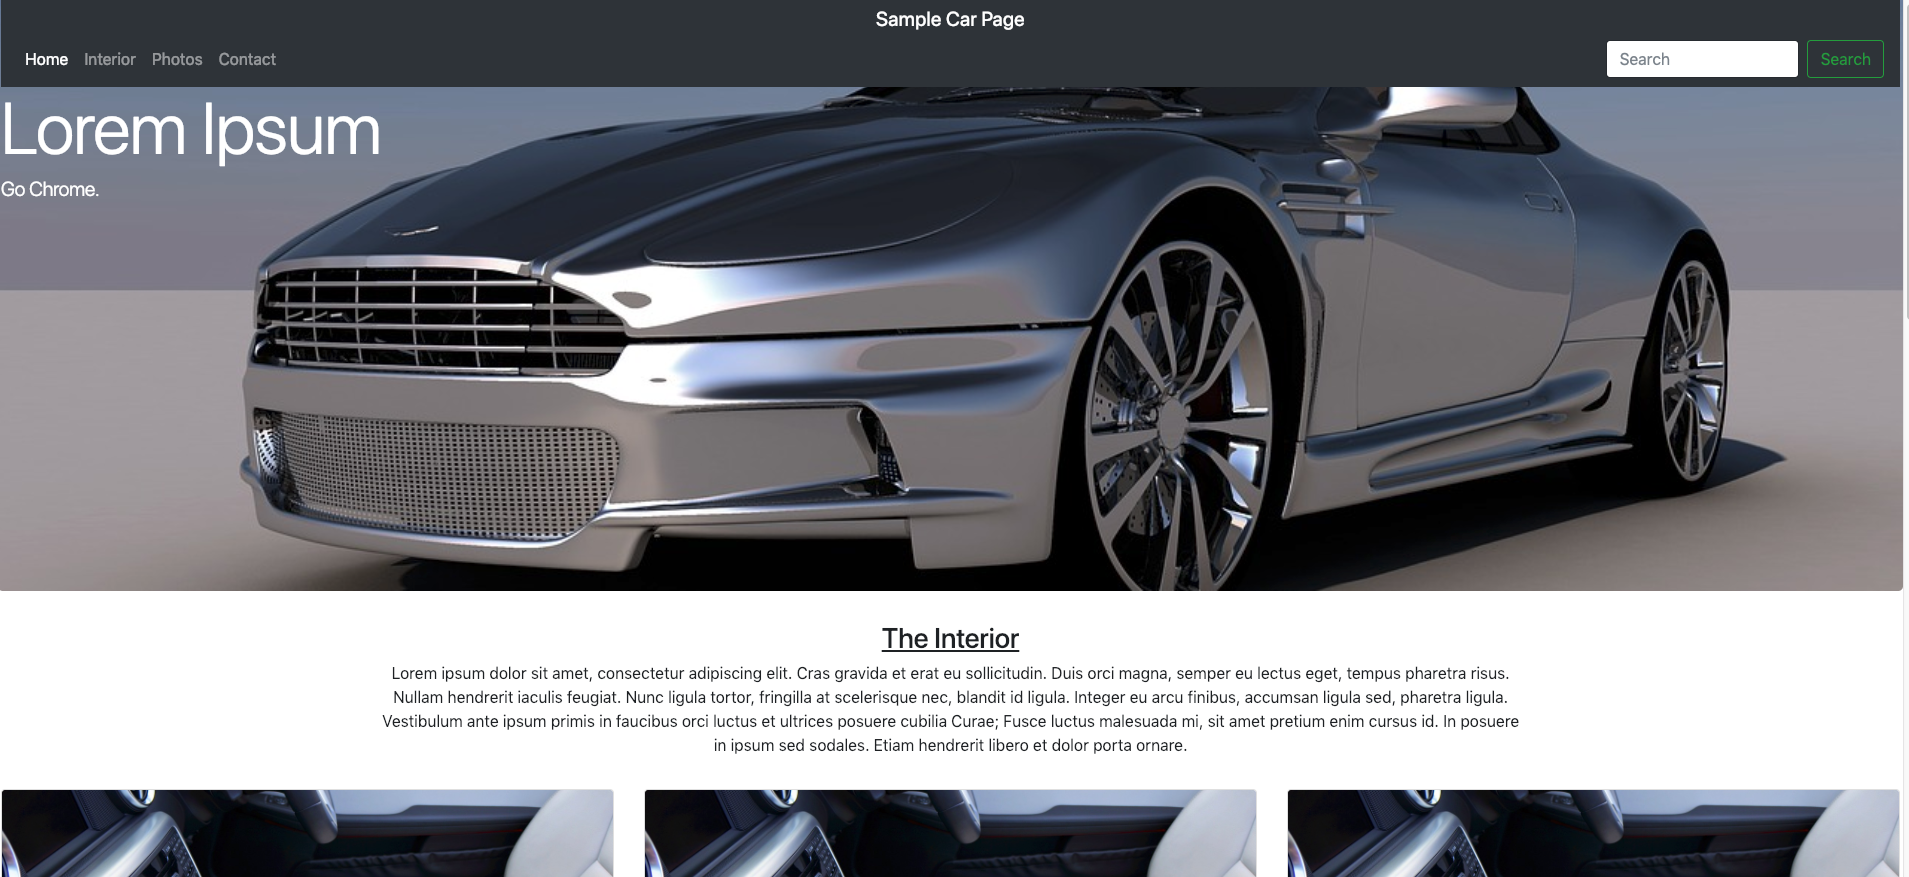 Sample Car Page
Home Interior Photos Contact Search Search
Lorem Ipsum
Go Chrome.
The Interior
Lorem ipsum dolor sit amet, consectetur adipiscing elit. Cras gravida et erat eu sollicitudin. Duis orci magna, semper eu lectus eget, tempus pharetra risus.
Nullam hendrerit iaculis feugiat. Nunc ligula tortor, fringilla at scelerisque nec, blandit id ligula. Integer eu arcu finibus, accumsan ligula sed, pharetra ligula.
Vestibulum ante ipsum primis in faucibus orci luctus et ultrices posuere cubilia Curae; Fusce luctus malesuada mi, sit amet pretium enim cursus id. In posuere
in ipsum sed sodales. Etiam hendrerit libero et dolor porta ornare.